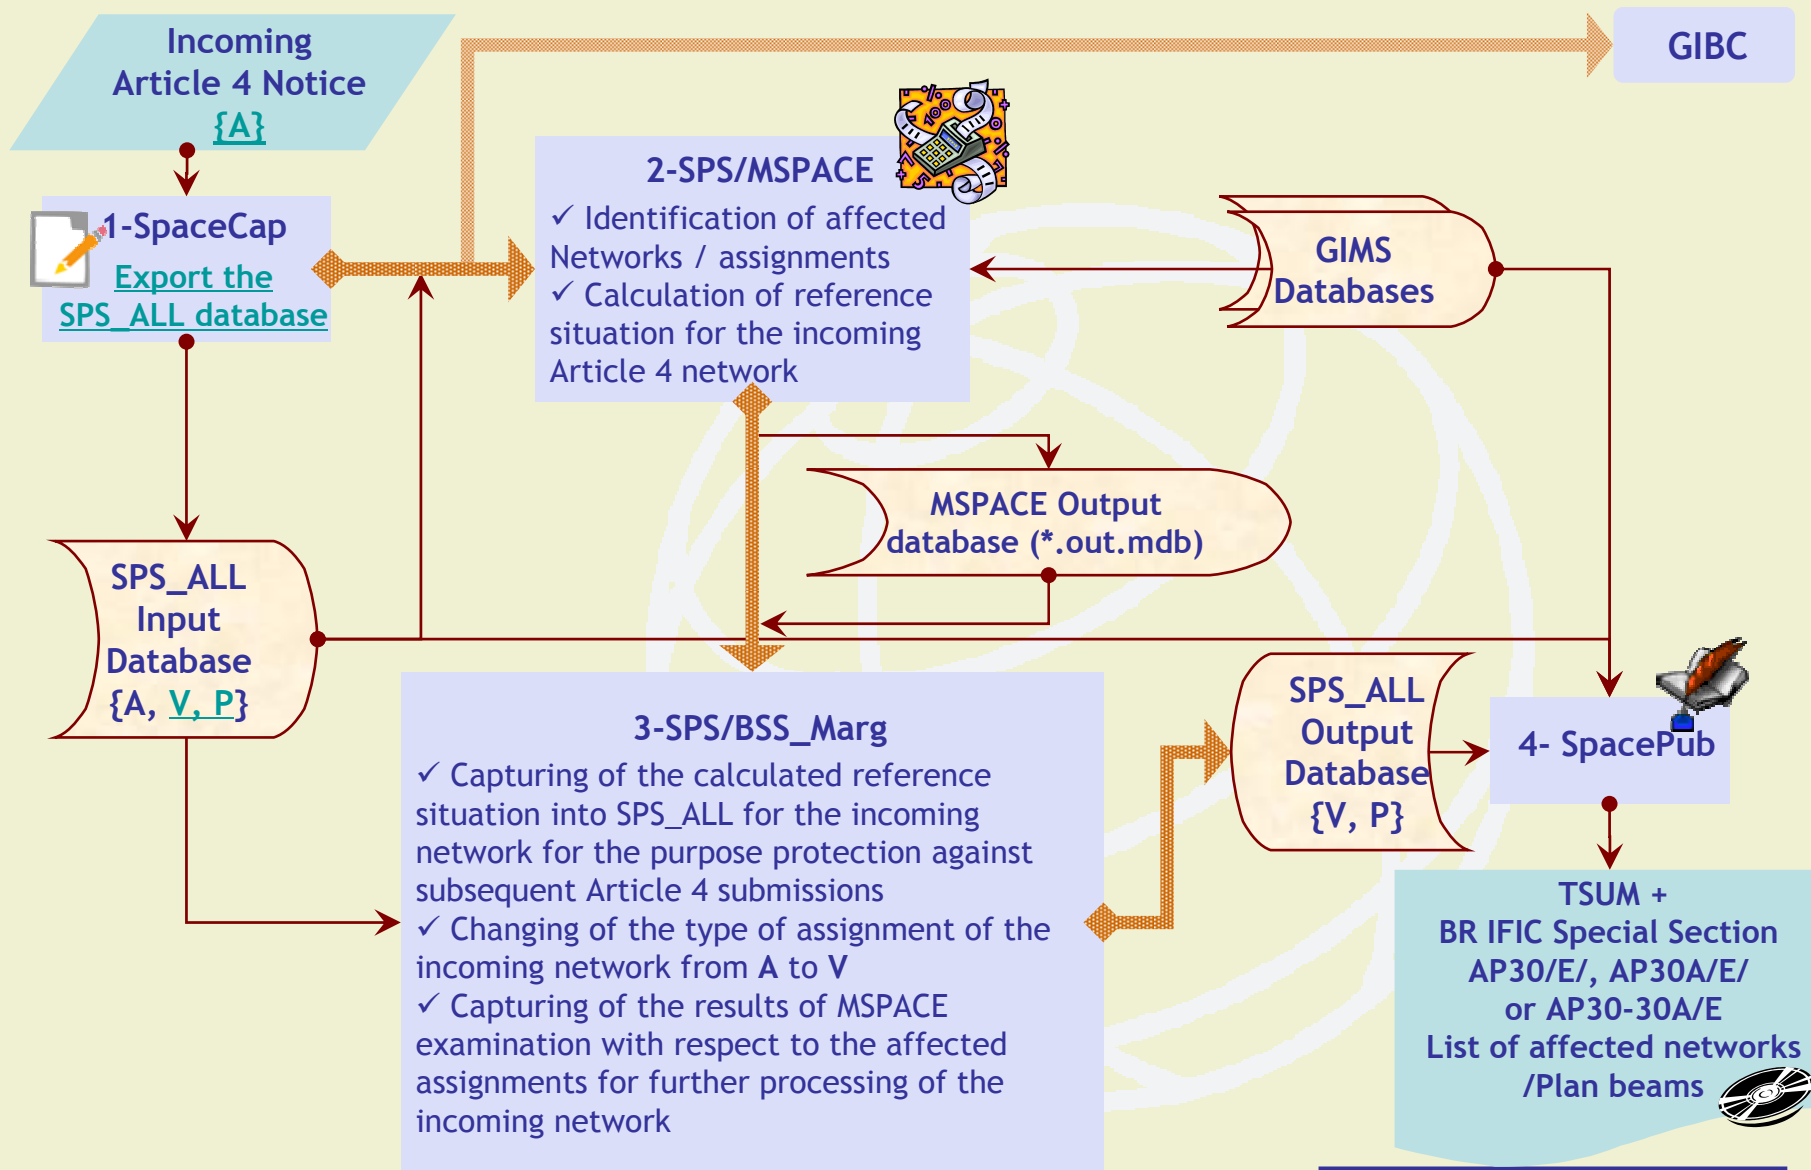 Incoming
Article 4 Notice
{A}
GIBC
1-SpaceCap
Export the
SPS_ALL database
2-SPS/MSPACE
✓ Identification of affected
Networks / assignments
✓ Calculation of reference
situation for the incoming
Article 4 network
GIMS
Databases
MSPACE Output
database (*.out.mdb)
SPS_ALL
Input
Database
{A, V, P}
3-SPS/BSS_Marg
✓ Capturing of the calculated reference
situation into SPS_ALL for the incoming
network for the purpose protection against
subsequent Article 4 submissions
✓ Changing of the type of assignment of the
incoming network from A to V
✓ Capturing of the results of MSPACE
examination with respect to the affected
assignments for further processing of the
incoming network
SPS_ALL
Output
Database
{V, P}
4- SpacePub
TSUM +
BR IFIC Special Section
AP30/E/, AP30A/E/
or AP30-30A/E
List of affected networks
/Plan beams